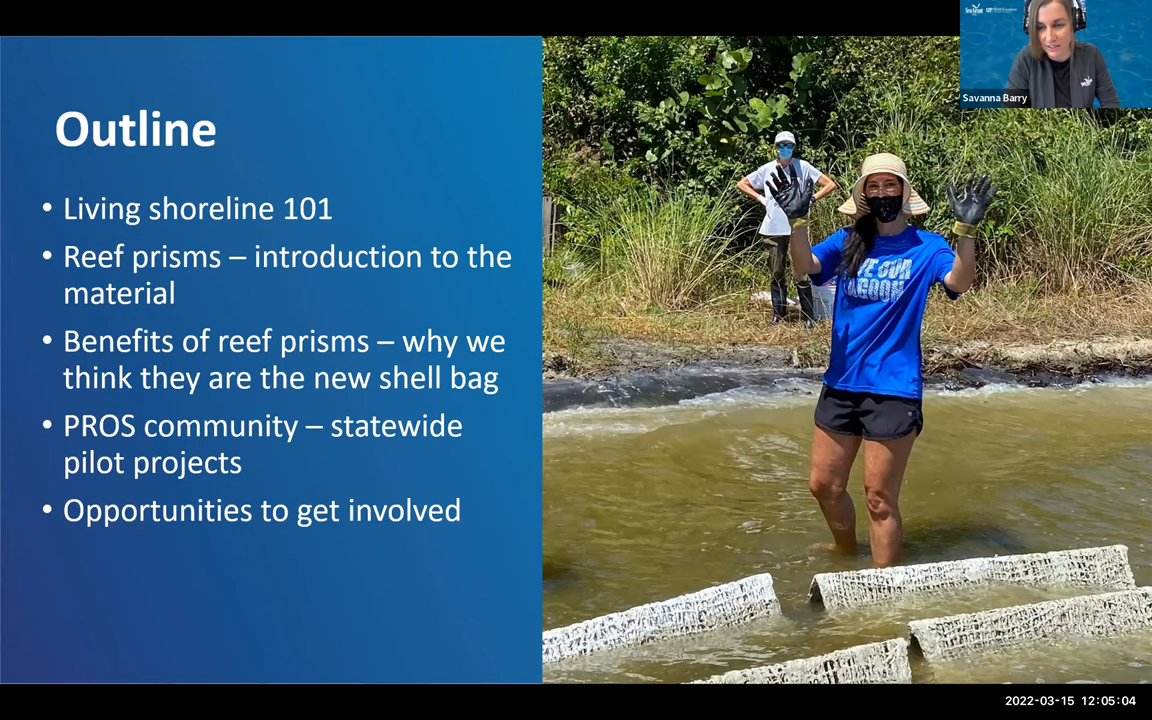 Outline
• Living shoreline 101
• Reef prisms – introduction to the
material
• Benefits of reef prisms – why we
think they are the new shell bag
• PROS community – statewide
pilot projects
• Opportunities to get involved
Savanna Barry
OUR
LAGOON
2022-03-15 12:05:04